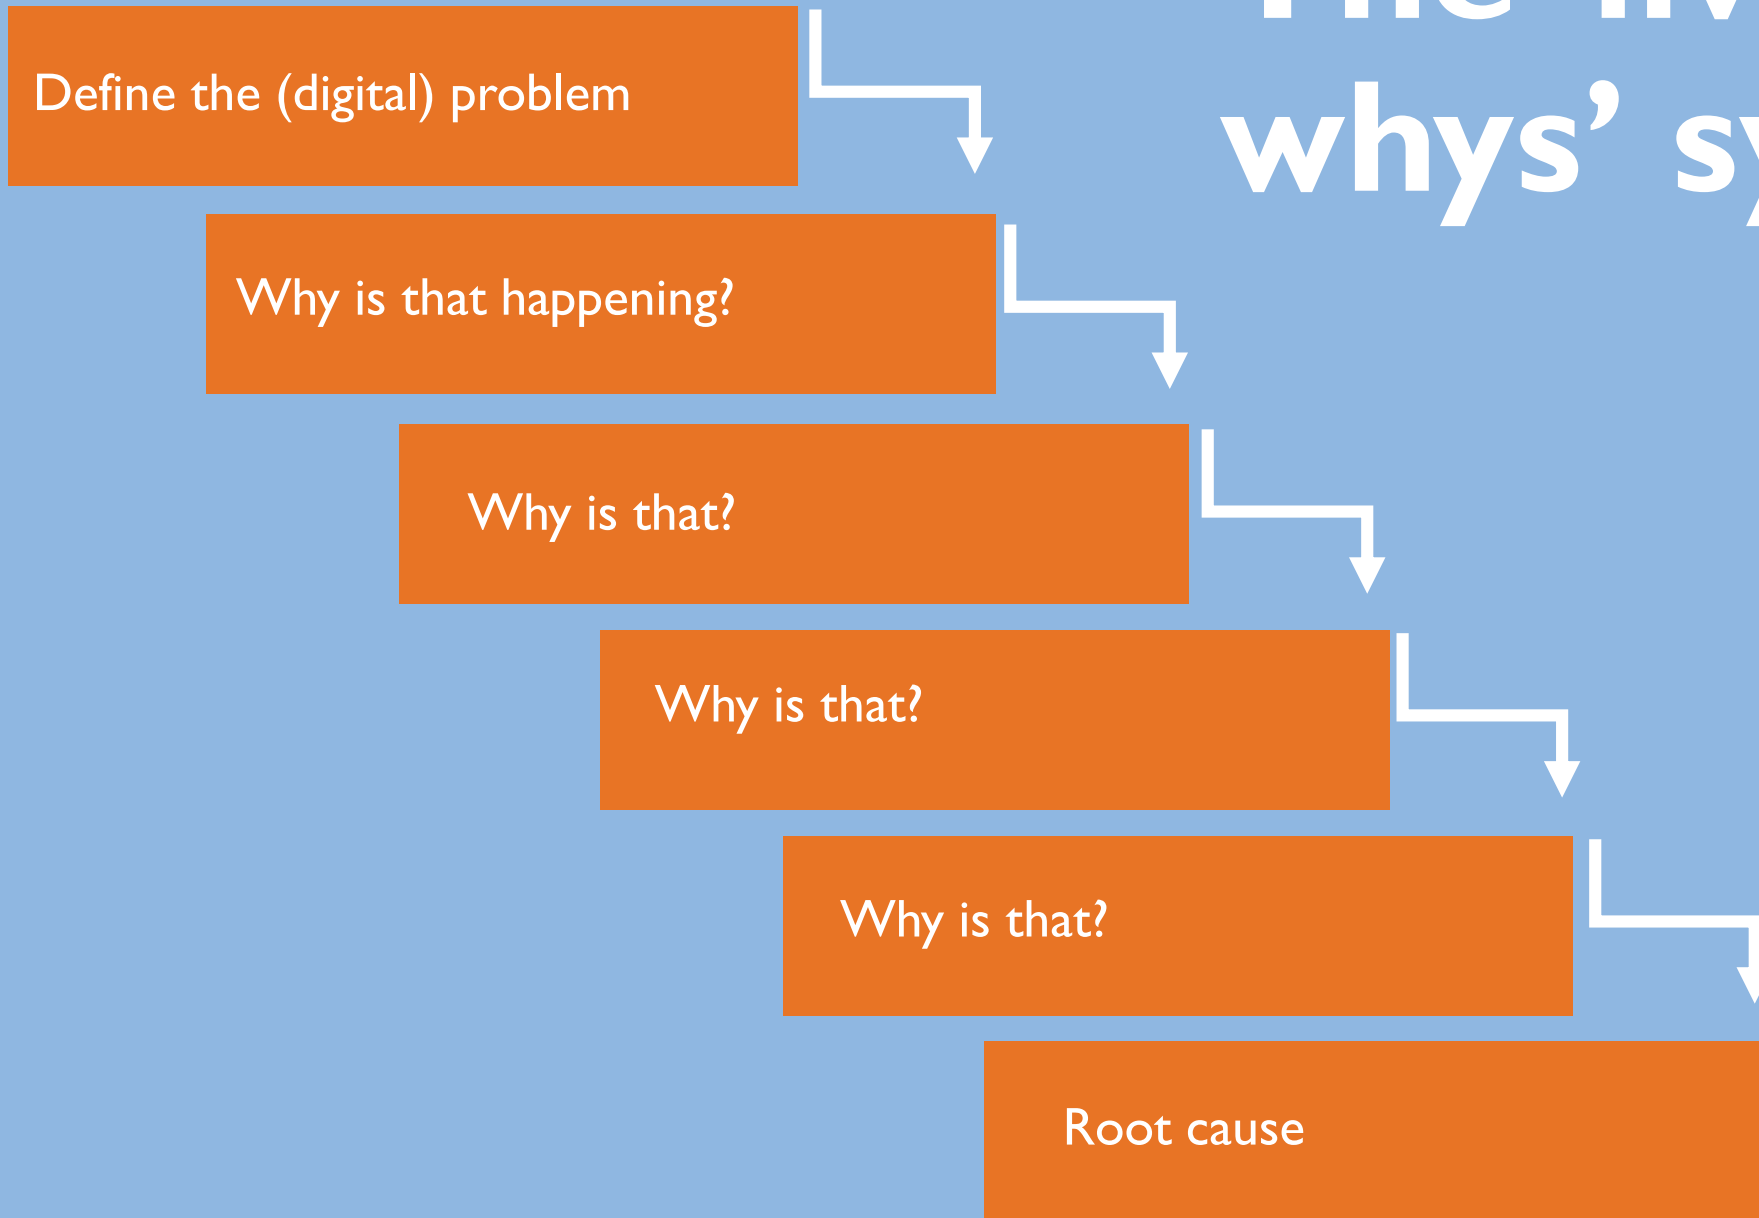 whys’
Define the (digital) problem
Why is that happening?
Why is that?
Why is that?
Why is that?
Root cause